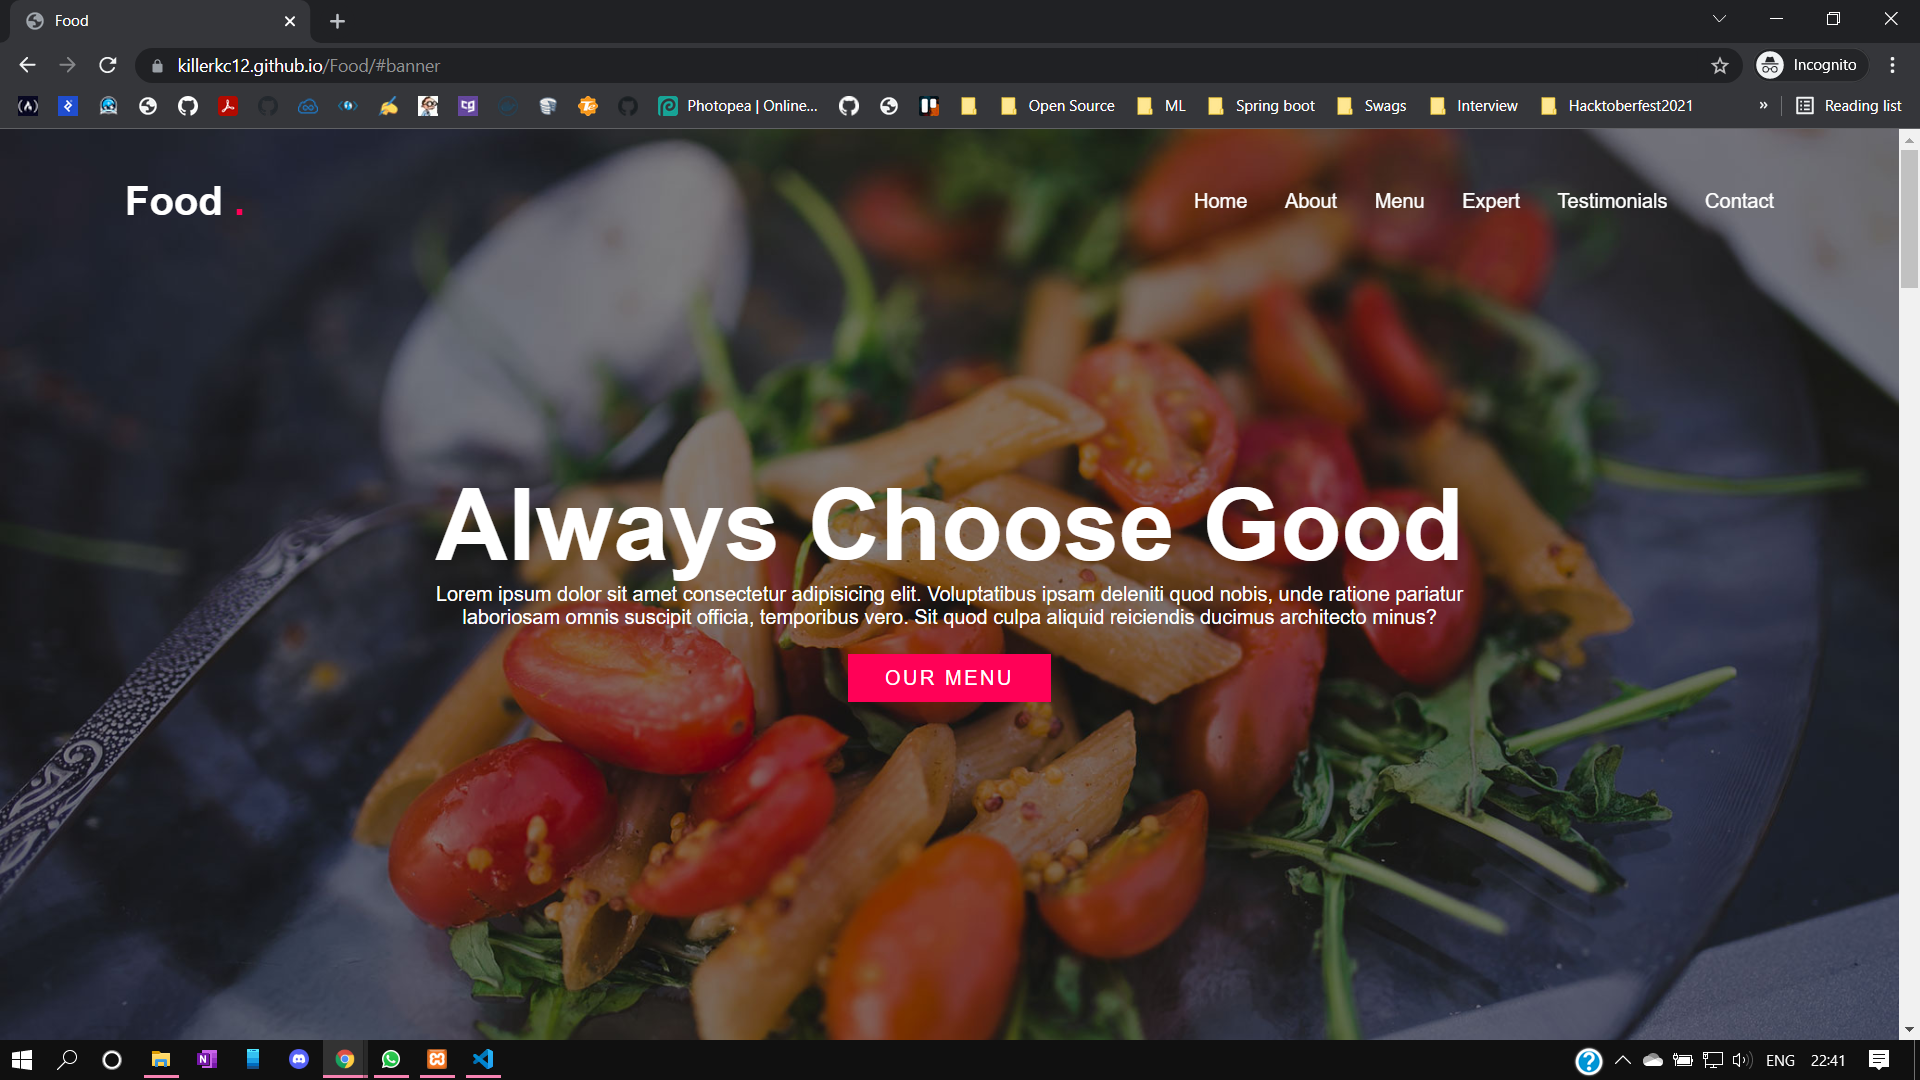 Food
killerkc12.github.io/Food/#banner
Incognito
Photopea | Online...
Open Source
ML
Spring boot
Swags
Interview
Hacktoberfest2021
»
Reading list
Food .
Home
About
Menu
Expert
Testimonials
Contact
Always Choose Good
Lorem ipsum dolor sit amet consectetur adipisicing elit. Voluptatibus ipsam deleniti quod nobis, unde ratione pariatur
laboriosam omnis suscipit officia, temporibus vero. Sit quod culpa aliquid reiciendis ducimus architecto minus?
OUR MENU
ENG
22:41